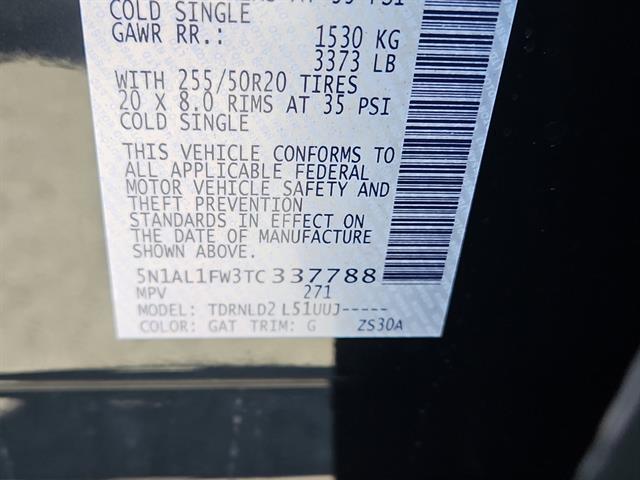 COLD SINGLE
GAWR RR.: 1530 KG
3373 LB
WITH 255/50R20 TIRES
20 X 8.0 RIMS AT 35 PSI
COLD SINGLE
THIS VEHICLE CONFORMS TO
ALL APPLICABLE FEDERAL
MOTOR VEHICLE SAFETY AND
THEFT PREVENTION
STANDARDS IN EFFECT ON
THE DATE OF MANUFACTURE
SHOWN ABOVE.
5N1AL1FW3TC337788
MPV 271
MODEL: TDRNLD2 L51UUJ-----
COLOR: GAT TRIM: G ZS30A